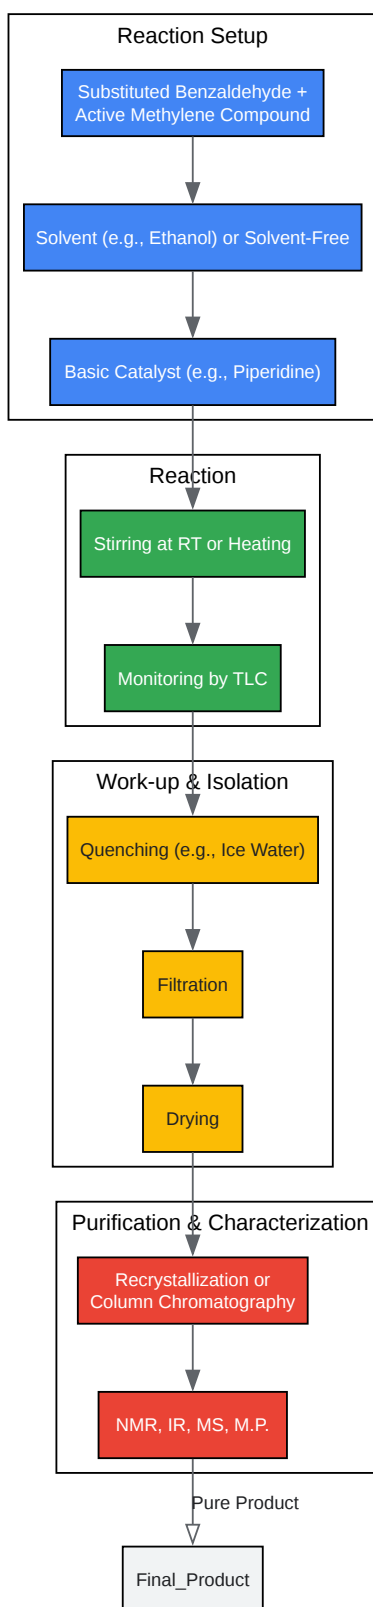 Reaction Setup
Substituted Benzaldehyde +
Active Methylene Compound
Solvent (e.g., Ethanol) or Solvent-Free
Basic Catalyst (e.g., Piperidine)
Reaction
Stirring at RT or Heating
Monitoring by TLC
Work-up & Isolation
Quenching (e.g., Ice Water)
Filtration
Drying
Purification & Characterization
Recrystallization or
Column Chromatography
NMR, IR, MS, M.P.
Pure Product
Final_Product